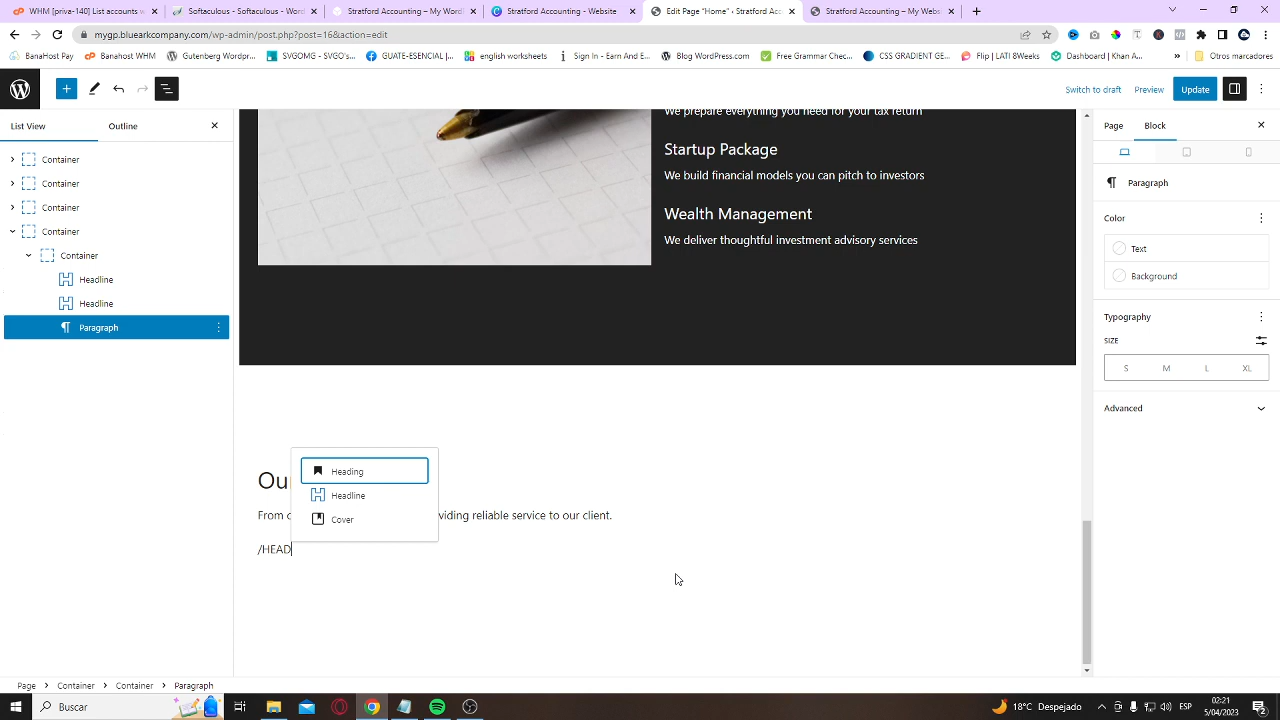 WHM [priva-140] List accounts w
Softaculous - Softaculous - Word
Stratford Accounting – My WordP
Stratford Accounting - Website
Edit Page "Home" ‹ Stratford Acc
Stratford Accounting – My Webs
mygp.bluearkcompany.com/wp-admin/post.php?post=16&action=edit
BanaHost PP
Banahost WHM
Gutenberg Wordpr...
SVGOMG - SVGO's...
GUATE-ESENCIAL |...
english worksheets
Sign In - Earn And E...
Blog WordPress.com
Free Grammar Chec...
CSS GRADIENT GE...
Flip | LATI 8Weeks
Dashboard | Khan A...
»
Otros marcadores
Switch to draft
Preview
Update
List View
Outline
Page
Block
Container
Container
Container
Container
Container
Headline
Headline
Paragraph
We prepare everything you need for your tax return
Startup Package
We build financial models you can pitch to investors
Wealth Management
We deliver thoughtful investment advisory services
Paragraph
Color
Text
Background
Typography
SIZE
S M L XL
Advanced
Heading
Headline
Cover
Ou
viding reliable service to our client.
/HEAD
Page > Container > Container > Paragraph
Buscar
18°C Despejado
ESP
02:21
5/04/2023